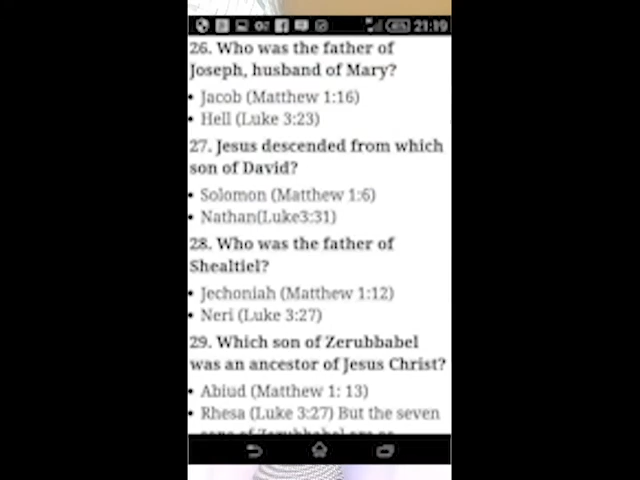 21:19
26. Who was the father of
Joseph, husband of Mary?
• Jacob (Matthew 1:16)
• Hell (Luke 3:23)
27. Jesus descended from which
son of David?
• Solomon (Matthew 1:6)
• Nathan(Luke3:31)
28. Who was the father of
Shealtiel?
• Jechoniah (Matthew 1:12)
• Neri (Luke 3:27)
29. Which son of Zerubbabel
was an ancestor of Jesus Christ?
• Abiud (Matthew 1: 13)
• Rhesa (Luke 3:27) But the seven